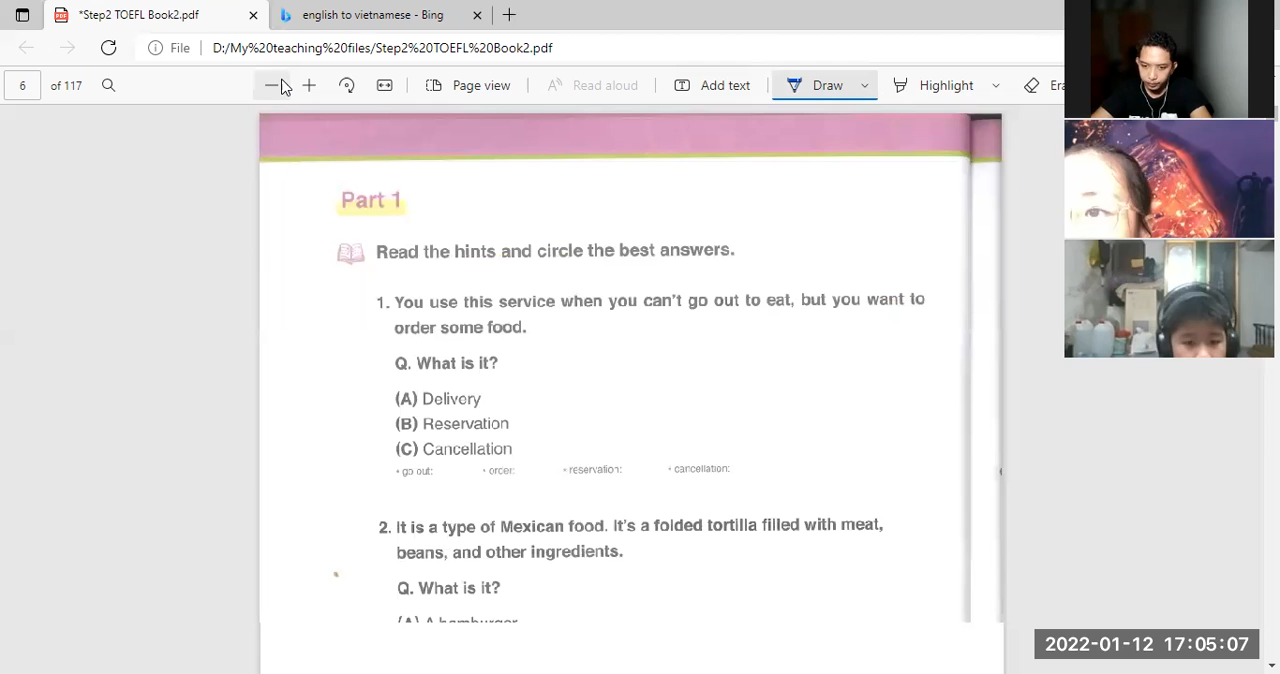 *Step2 TOEFL Book2.pdf
english to vietnamese - Bing
File
D:/My%20teaching%20files/Step2%20TOEFL%20Book2.pdf
6 of 117
Page view
Read aloud
Add text
Draw
Highlight
Era
Part 1
Read the hints and circle the best answers.
1. You use this service when you can't go out to eat, but you want to
order some food.
Q. What is it?
(A) Delivery
(B) Reservation
(C) Cancellation
• go out: • order: • reservation: • cancellation:
2. It is a type of Mexican food. It's a folded tortilla filled with meat,
beans, and other ingredients.
Q. What is it?
(A) A hamburger
2022-01-12 17:05:07